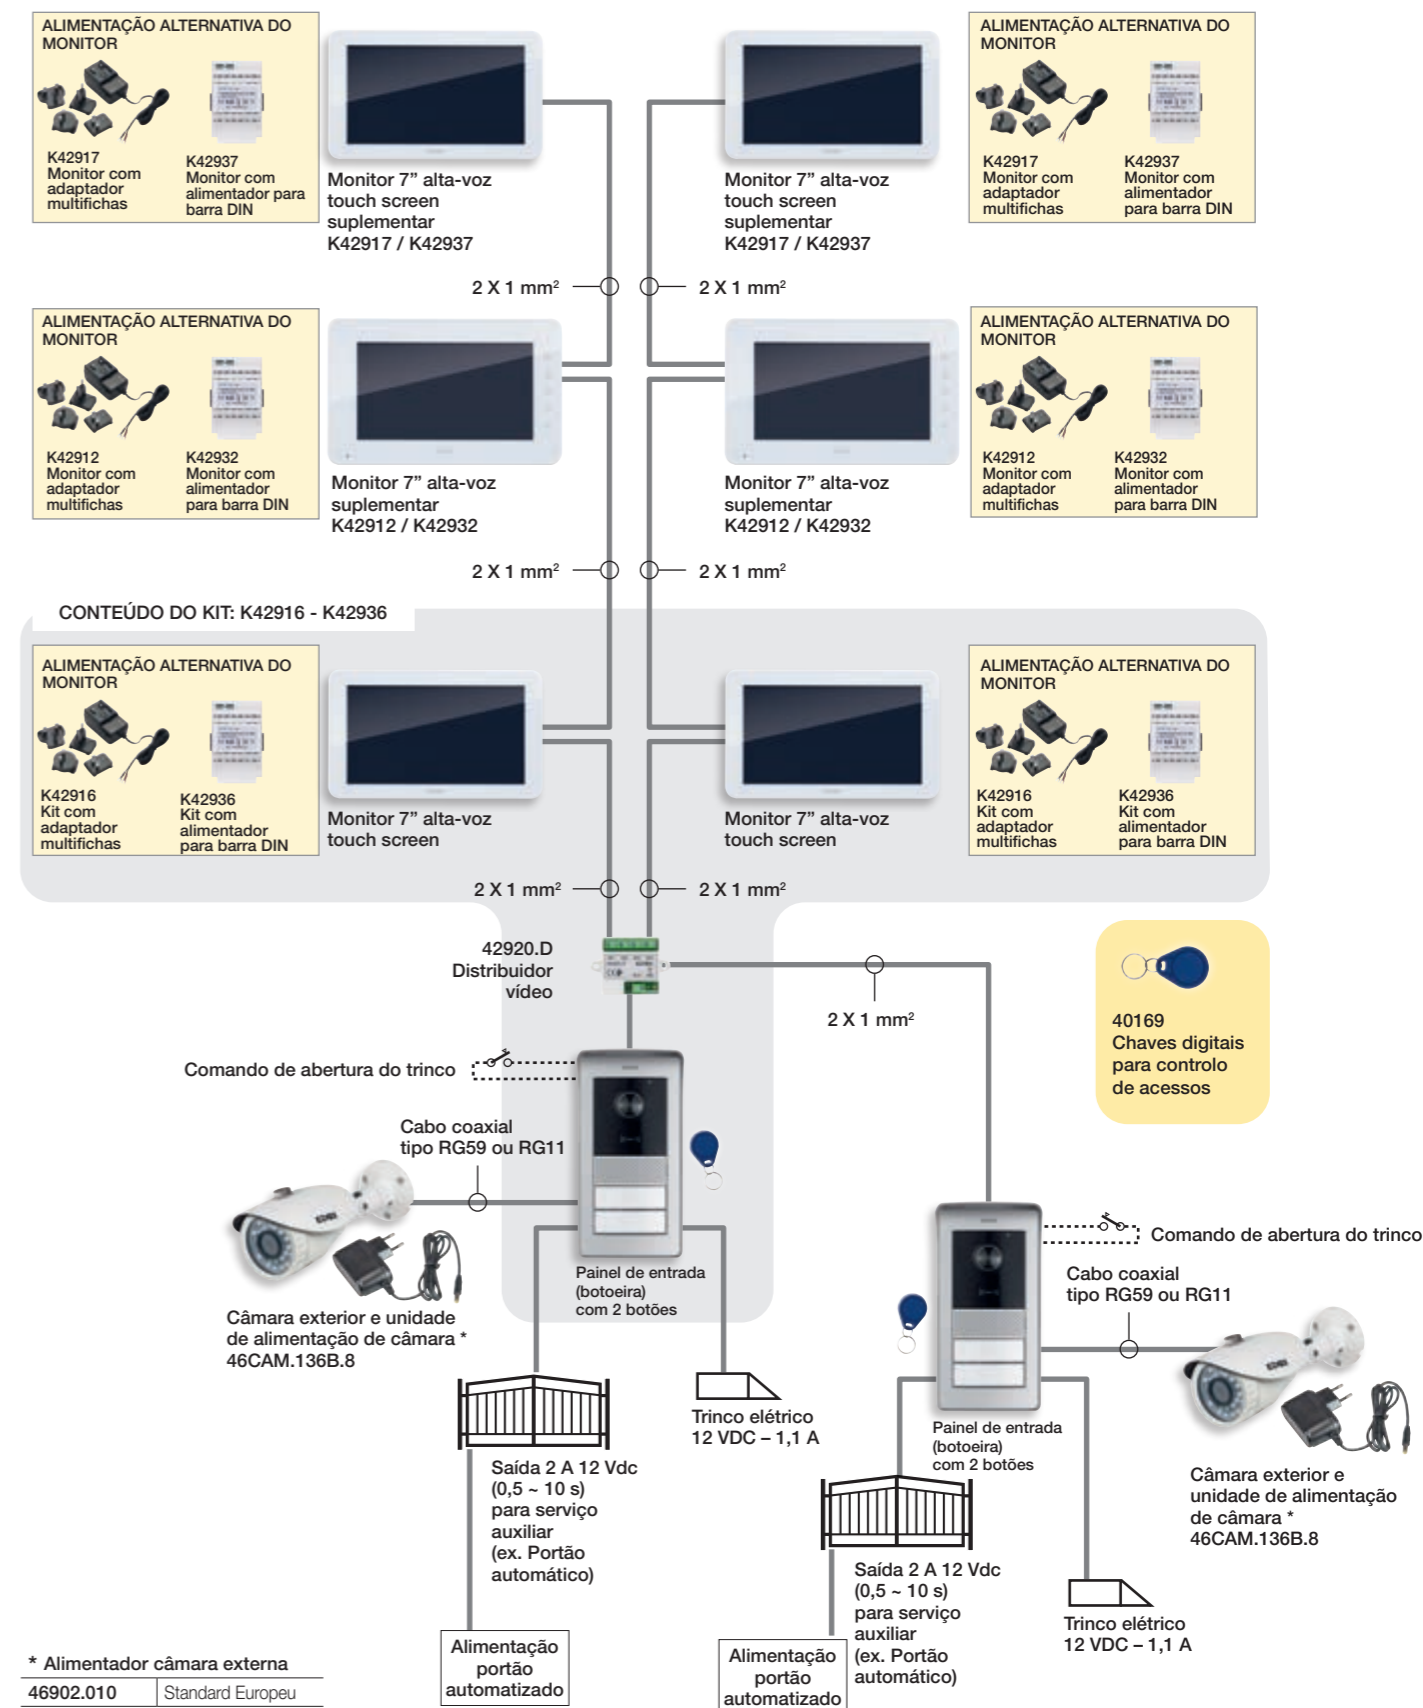 ALIMENTAÇÃO ALTERNATIVA DO
MONITOR
K42917
Monitor com
adaptador
multifichas
K42937
Monitor com
alimentador para
barra DIN
Monitor 7” alta-voz
touch screen
suplementar
K42917 / K42937
Monitor 7” alta-voz
touch screen
suplementar
K42917 / K42937
ALIMENTAÇÃO ALTERNATIVA DO
MONITOR
K42917
Monitor com
adaptador
multifichas
K42937
Monitor com
alimentador
para barra DIN
2 X 1 mm²
2 X 1 mm²
ALIMENTAÇÃO ALTERNATIVA DO
MONITOR
K42912
Monitor com
adaptador
multifichas
K42932
Monitor com
alimentador
para barra DIN
Monitor 7” alta-voz
suplementar
K42912 / K42932
Monitor 7” alta-voz
suplementar
K42912 / K42932
ALIMENTAÇÃO ALTERNATIVA DO
MONITOR
K42912
Monitor com
adaptador
multifichas
K42932
Monitor com
alimentador
para barra DIN
2 X 1 mm²
2 X 1 mm²
CONTEÚDO DO KIT: K42916 - K42936
ALIMENTAÇÃO ALTERNATIVA DO
MONITOR
K42916
Kit com
adaptador
multifichas
K42936
Kit com
alimentador
para barra DIN
Monitor 7” alta-voz
touch screen
Monitor 7” alta-voz
touch screen
ALIMENTAÇÃO ALTERNATIVA DO
MONITOR
K42916
Kit com
adaptador
multifichas
K42936
Kit com
alimentador
para barra DIN
2 X 1 mm²
2 X 1 mm²
42920.D
Distribuidor
vídeo
2 X 1 mm²
40169
Chaves digitais
para controlo
de acessos
Comando de abertura do trinco
Cabo coaxial
tipo RG59 ou RG11
Painel de entrada
(botoeira)
com 2 botões
Câmara exterior e unidade
de alimentação de câmara *
46CAM.136B.8
Trinco elétrico
12 VDC – 1,1 A
Saída 2 A 12 Vdc
(0,5 ~ 10 s)
para serviço
auxiliar
(ex. Portão
automático)
Alimentação
portão
automatizado
Comando de abertura do trinco
Cabo coaxial
tipo RG59 ou RG11
Painel de entrada
(botoeira)
com 2 botões
Câmara exterior e
unidade de alimentação
de câmara *
46CAM.136B.8
Saída 2 A 12 Vdc
(0,5 ~ 10 s)
para serviço
auxiliar
(ex. Portão
automático)
Trinco elétrico
12 VDC – 1,1 A
Alimentação
portão
automatizado
* Alimentador câmara externa
46902.010 Standard Europeu